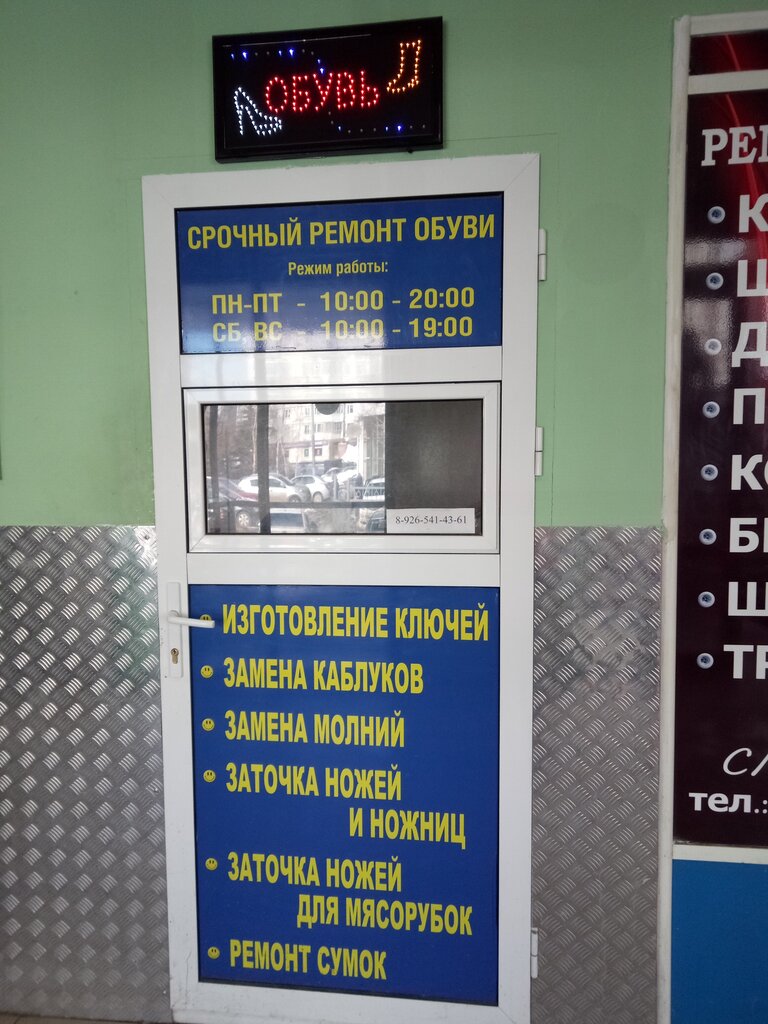 ОБУВЬ
СРОЧНЫЙ РЕМОНТ ОБУВИ
Режим работы:
ПН-ПТ - 10:00 - 20:00
СБ ВС - 10:00 - 19:00
8-926-541-43-61
ИЗГОТОВЛЕНИЕ КЛЮЧЕЙ
ЗАМЕНА КАБЛУКОВ
ЗАМЕНА МОЛНИЙ
ЗАТОЧКА НОЖЕЙ
И НОЖНИЦ
ЗАТОЧКА НОЖЕЙ
ДЛЯ МЯСОРУБОК
РЕМОНТ СУМОК
тел.: